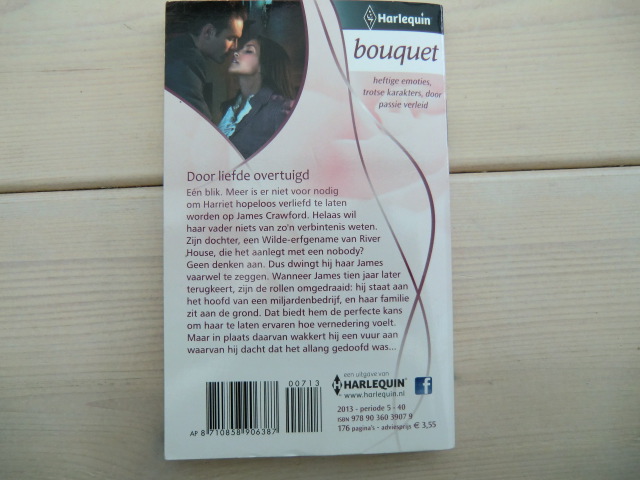 Harlequin
bouquet
heftige emoties,
trotse karakters, door
passie verleid
Door liefde overtuigd
Eén blik. Meer is er niet voor nodig
om Harriet hopeloos verliefd te laten
worden op James Crawford. Helaas wil
haar vader niets van zo'n verbintenis weten.
Zijn dochter, een Wilde-erfgename van River
House, die het aanlegt met een nobody?
Geen denken aan. Dus dwingt hij haar James
vaarwel te zeggen. Wanneer James tien jaar later
terugkeert, zijn de rollen omgedraaid: hij staat aan
het hoofd van een miljardenbedrijf, en haar familie
zit aan de grond. Dat biedt hem de perfecte kans
om haar te laten ervaren hoe vernedering voelt.
Maar in plaats daarvan wakkert hij een vuur aan
waarvan hij dacht dat het allang gedoofd was...
00713
AP 8 710858 906387
een uitgave van
HARLEQUIN
www.harlequin.nl
f
2013 - periode 5 - 40
ISBN 978 90 360 3907 9
176 pagina's - adviesprijs € 3,55